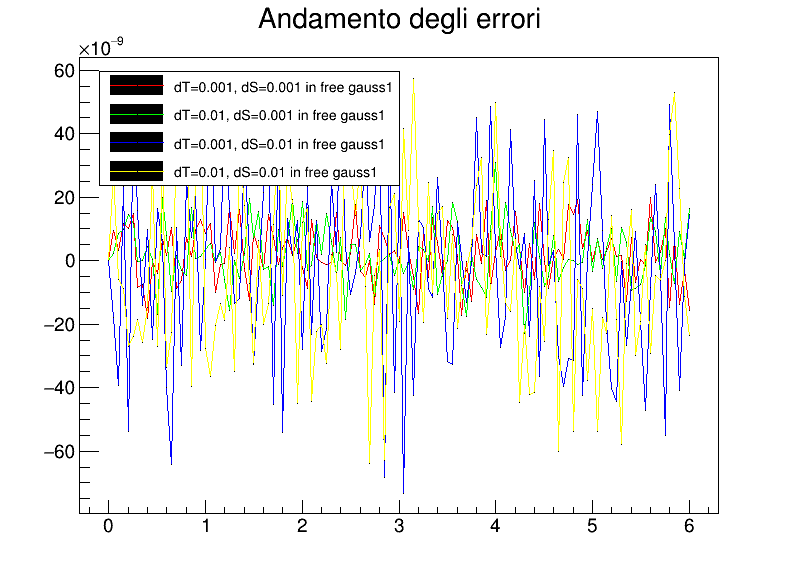 Andamento degli errori
×10⁻⁹
60
40
20
0
−20
−40
−60
dT=0.001, dS=0.001 in free gauss1
dT=0.01, dS=0.001 in free gauss1
dT=0.001, dS=0.01 in free gauss1
dT=0.01, dS=0.01 in free gauss1
0 1 2 3 4 5 6